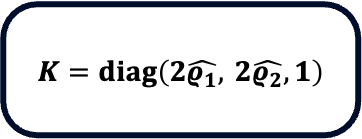 K = diag(2ϱ̂₁, 2ϱ̂₂, 1)